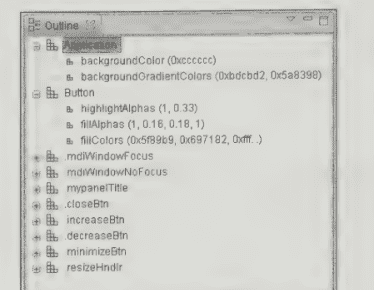 Outline
Application
backgroundColor (0xcccccc)
backgroundGradientColors (0xbdcbd2, 0x5a8398)
Button
highlightAlphas (1, 0.33)
fillAlphas (1, 0.16, 0.18, 1)
fillColors (0x5f89b9, 0x697182, 0xfff...)
.mdiWindowFocus
.mdiWindowNoFocus
.mypanelTitle
.closeBtn
.increaseBtn
.decreaseBtn
.minimizeBtn
.resizeHndlr